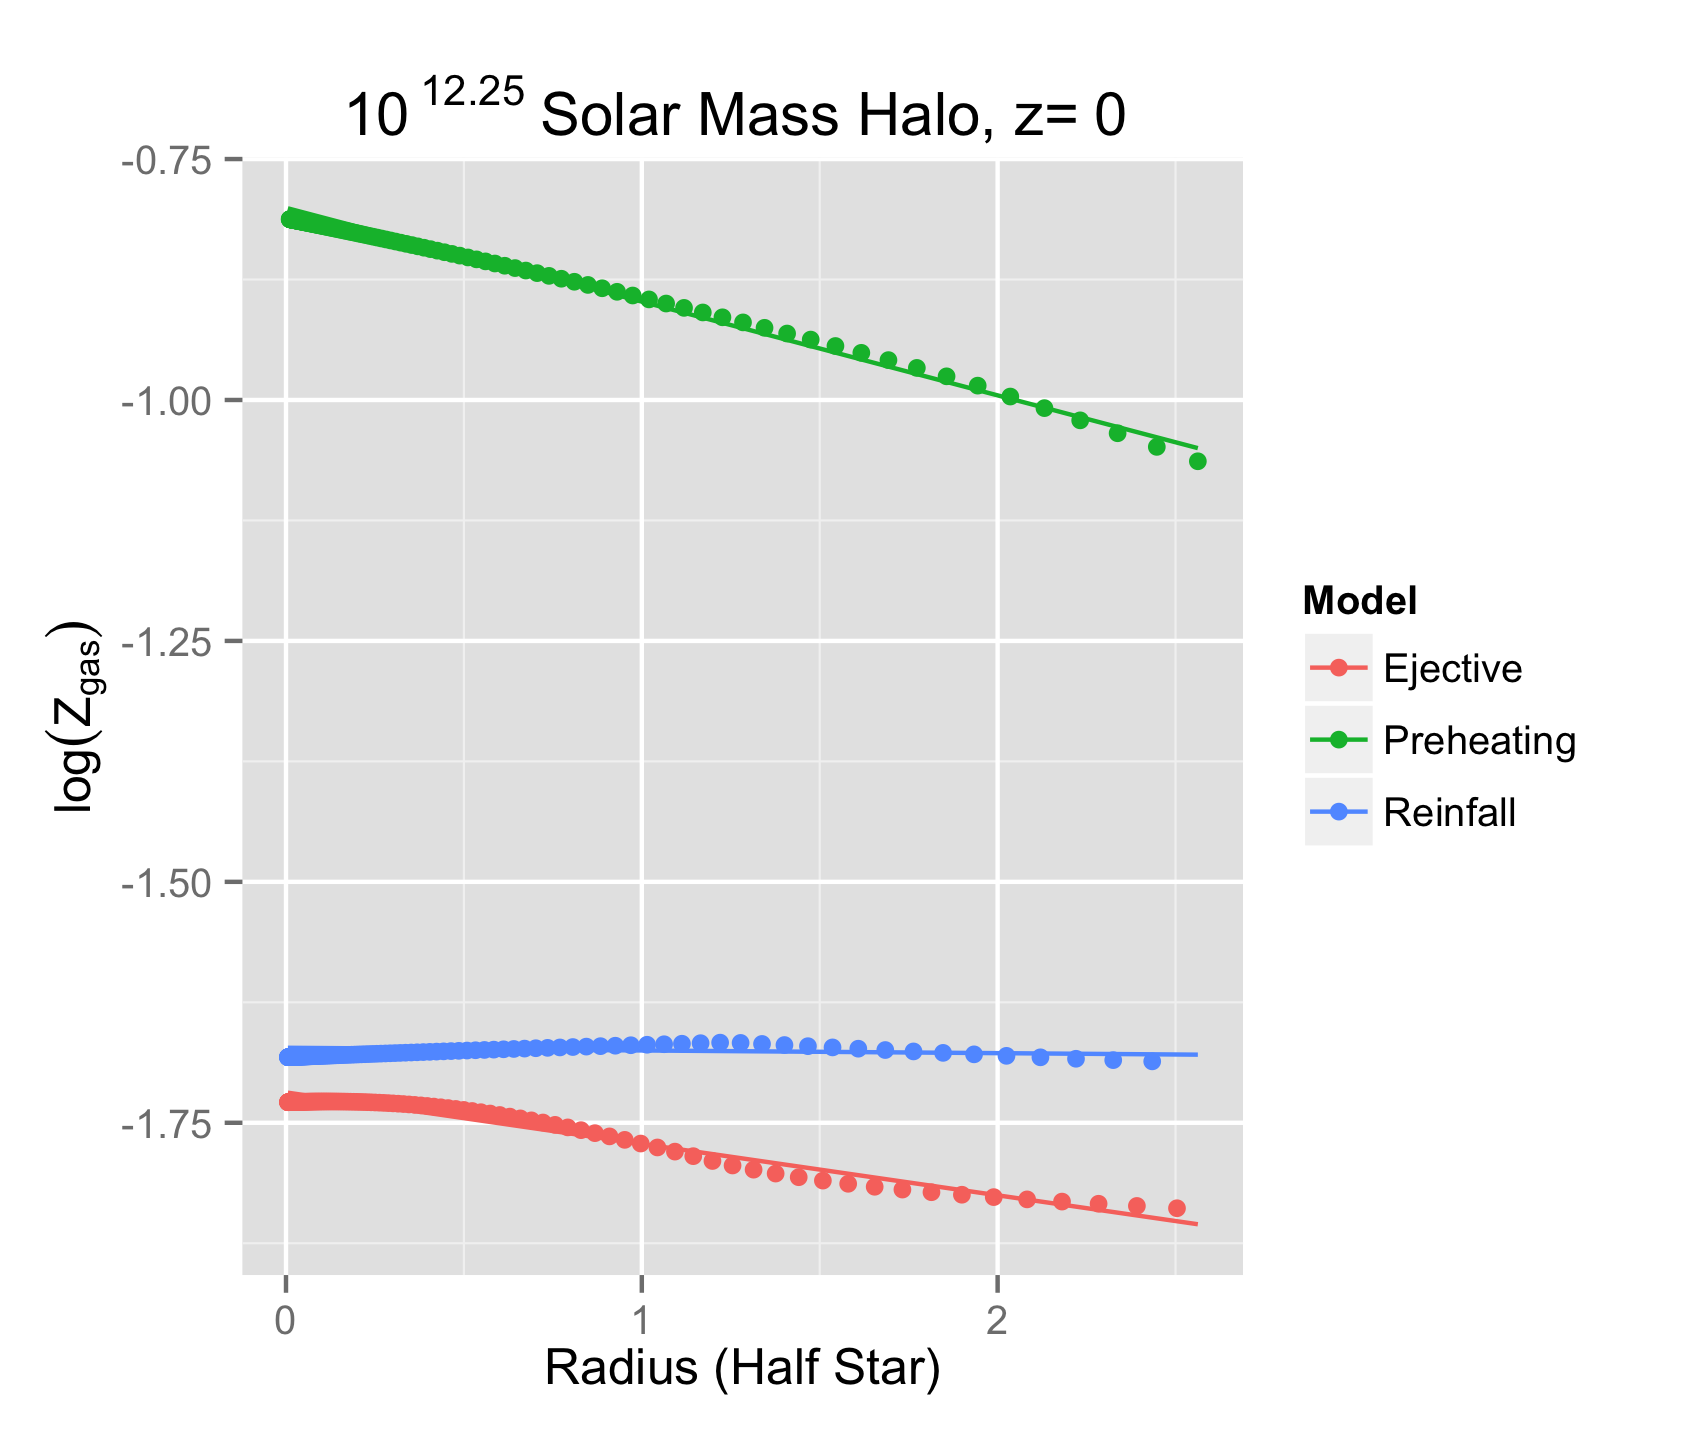 10 12.25 Solar Mass Halo, z= 0
-0.75
-1.00
-1.25
-1.50
-1.75
log(Zgas)
0 1 2
Radius (Half Star)
Model
Ejective
Preheating
Reinfall